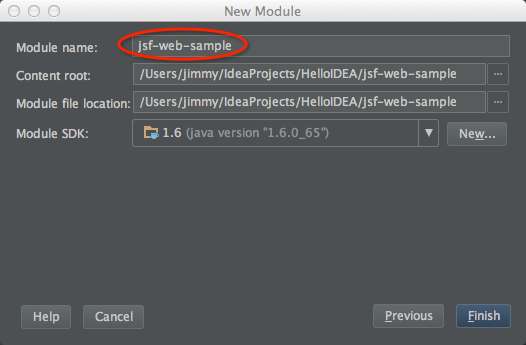 New Module
Module name: jsf-web-sample
Content root: /Users/jimmy/IdeaProjects/HelloIDEA/jsf-web-sample ...
Module file location: /Users/jimmy/IdeaProjects/HelloIDEA/jsf-web-sample ...
Module SDK: 1.6 (java version "1.6.0_65") New...
Help Cancel Previous Finish